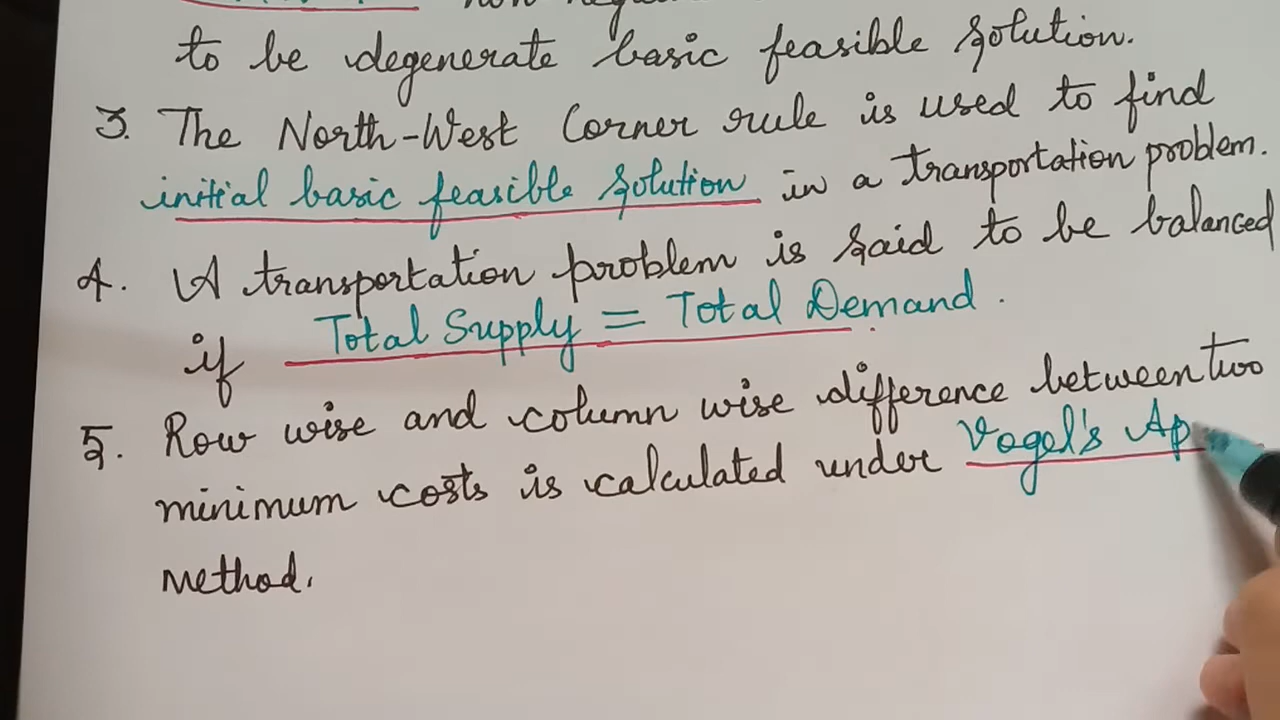 to be degenerate basic feasible solution.
3. The North-West Corner rule is used to find
initial basic feasible solution in a transportation problem.
4. A transportation problem is said to be balanced
if Total Supply = Total Demand.
5. Row wise and column wise difference between two
minimum costs is calculated under Vogel's Ap
method.